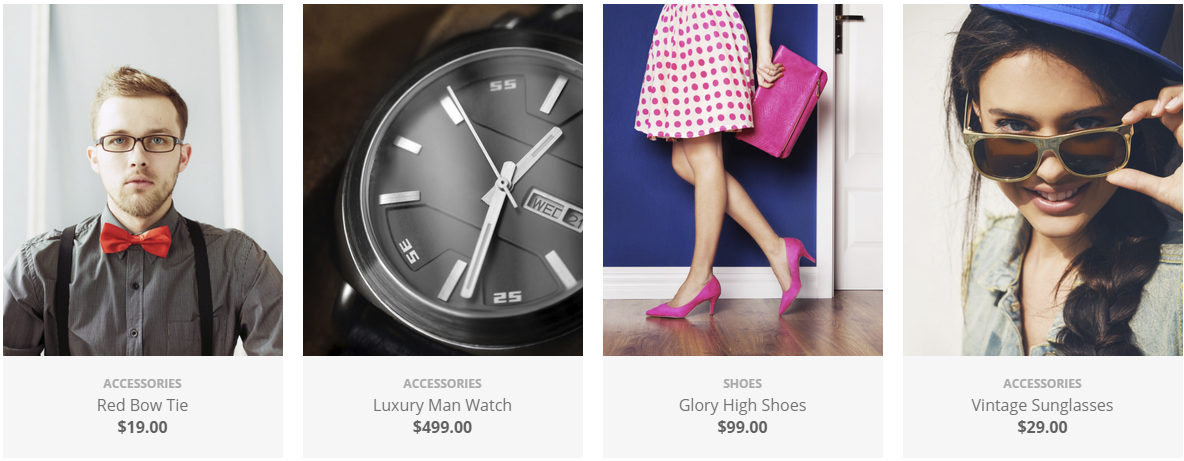 55
35
25
WED
ACCESSORIES
Red Bow Tie
$19.00
ACCESSORIES
Luxury Man Watch
$499.00
SHOES
Glory High Shoes
$99.00
ACCESSORIES
Vintage Sunglasses
$29.00